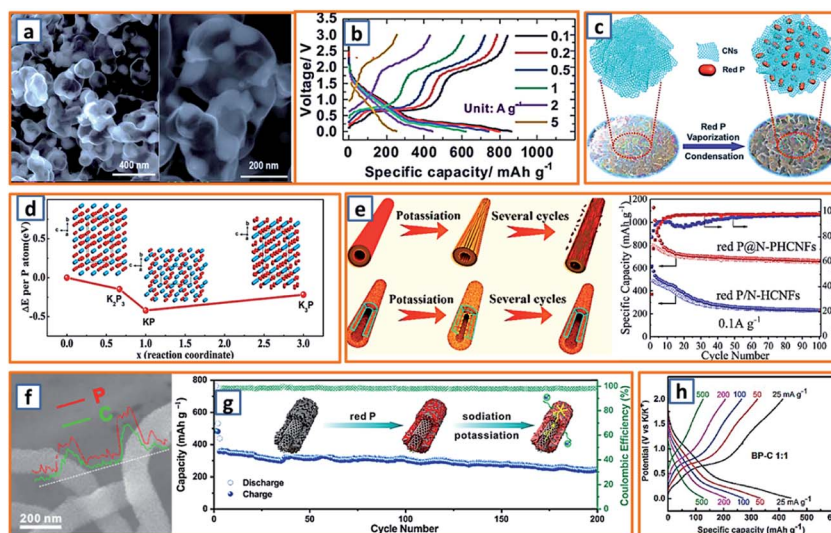 a
400 nm
200 nm
b
Voltage/ V
3.0
2.5
2.0
1.5
1.0
0.5
0.0
0.1
0.2
0.5
1
2
5
Unit: A g⁻¹
0 200 400 600 800 1000 1200
Specific capacity/ mAh g⁻¹
c
CNs
Red P
Red P
Vaporization
Condensation
d
ΔE per P atom(eV)
0.5
0.0
-0.5
K₂P₃
KP
K₃P
0.0 0.5 1.0 1.5 2.0 2.5 3.0
x (reaction coordinate)
e
Potassiation
Several cycles
Potassiation
Several cycles
Specific Capacity (mAh g⁻¹)
1200
1000
800
600
400
200
0
red P@N-PHCNFs
red P/N-HCNFs
0.1A g⁻¹
100
80
60
40
20
0 10 20 30 40 50 60 70 80 90 100
Cycle Number
f
P
C
200 nm
g
Capacity (mAh g⁻¹)
800
600
400
200
0
red P
sodiation
potassiation
Discharge
Charge
100
80
60
40
20
0
Coulombic Efficiency (%)
0 50 100 150 200
Cycle Number
h
Potential (V vs K/K⁺)
2.0
1.5
1.0
0.5
0.0
500 200 100 50 25 mA g⁻¹
BP-C 1:1
500 200 100 50 25 mA g⁻¹
0 100 200 300 400 500
Specific capacity (mAh g⁻¹)